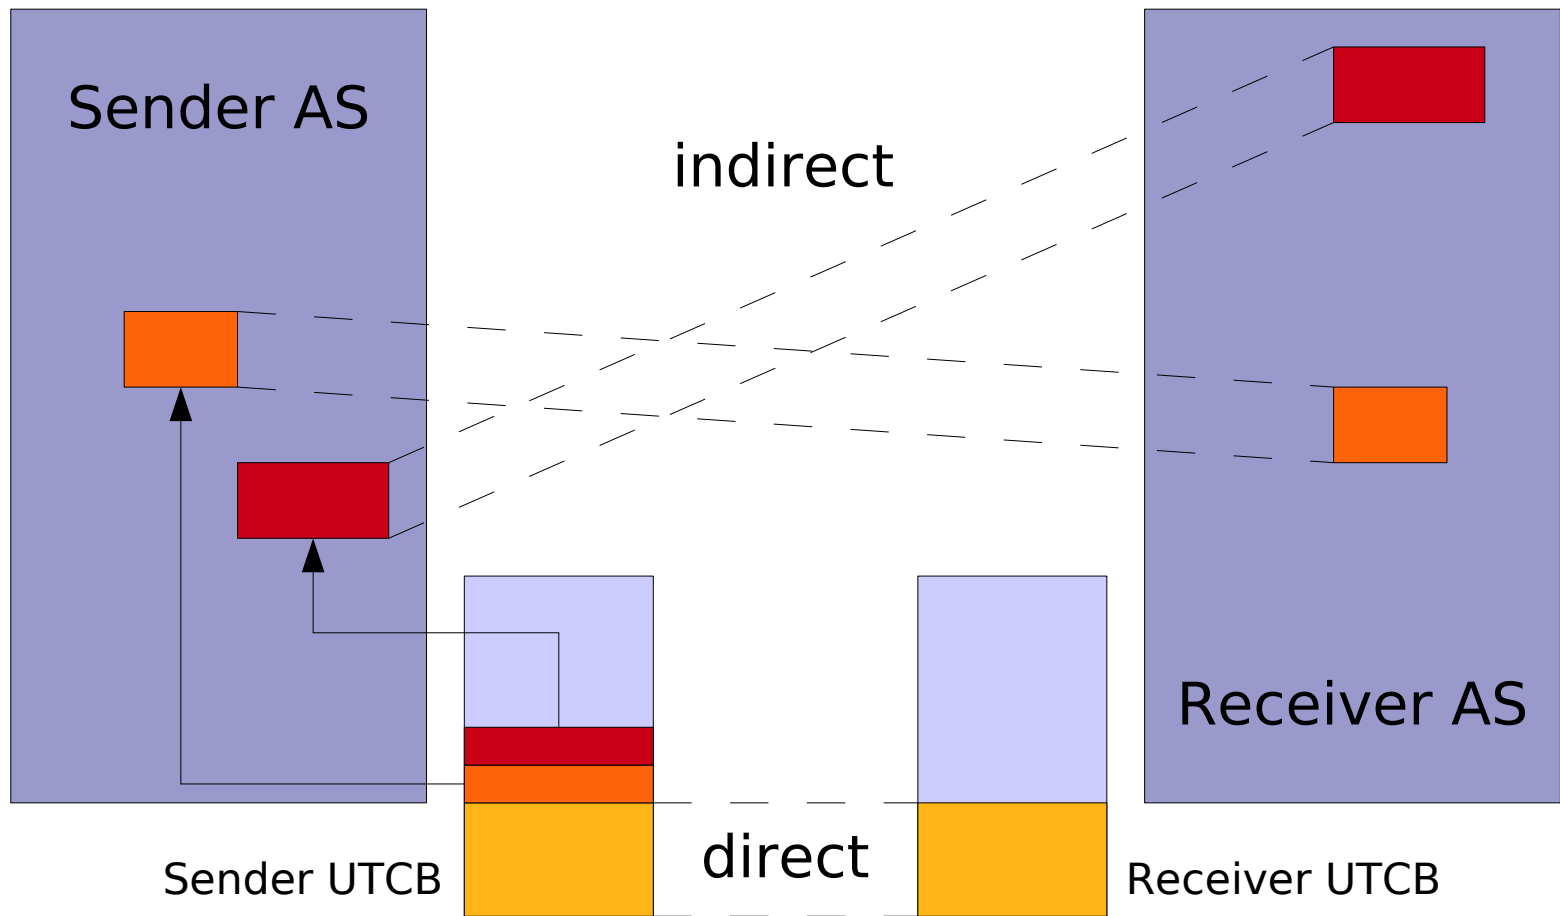 Sender AS
indirect
Receiver AS
direct
Sender UTCB
Receiver UTCB